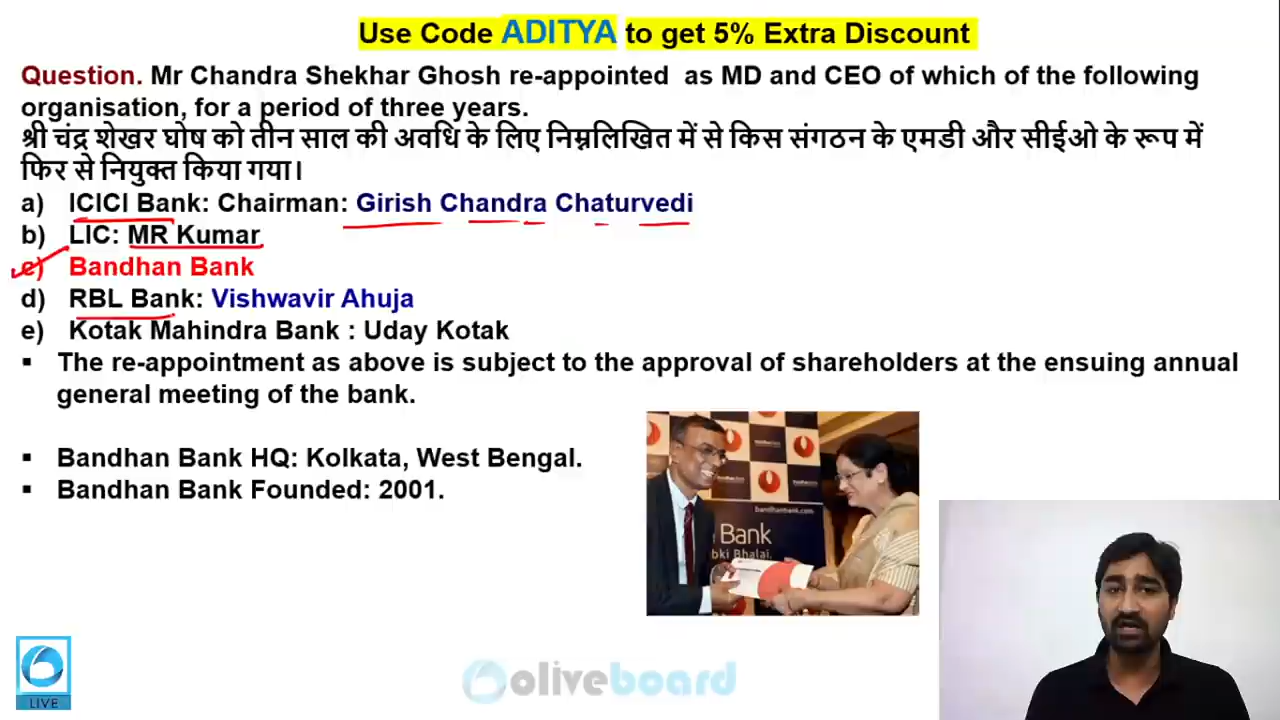 Use Code ADITYA to get 5% Extra Discount
Question. Mr Chandra Shekhar Ghosh re-appointed as MD and CEO of which of the following
organisation, for a period of three years.
श्री चंद्र शेखर घोष को तीन साल की अवधि के लिए निम्नलिखित में से किस संगठन के एमडी और सीईओ के रूप में
फिर से नियुक्त किया गया।
a) ICICI Bank: Chairman: Girish Chandra Chaturvedi
b) LIC: MR Kumar
c) Bandhan Bank
d) RBL Bank: Vishwavir Ahuja
e) Kotak Mahindra Bank : Uday Kotak
▪ The re-appointment as above is subject to the approval of shareholders at the ensuing annual
general meeting of the bank.
▪ Bandhan Bank HQ: Kolkata, West Bengal.
▪ Bandhan Bank Founded: 2001.
bandhanbank.com
Bank
bki Bhalai.
LIVE
oliveboard